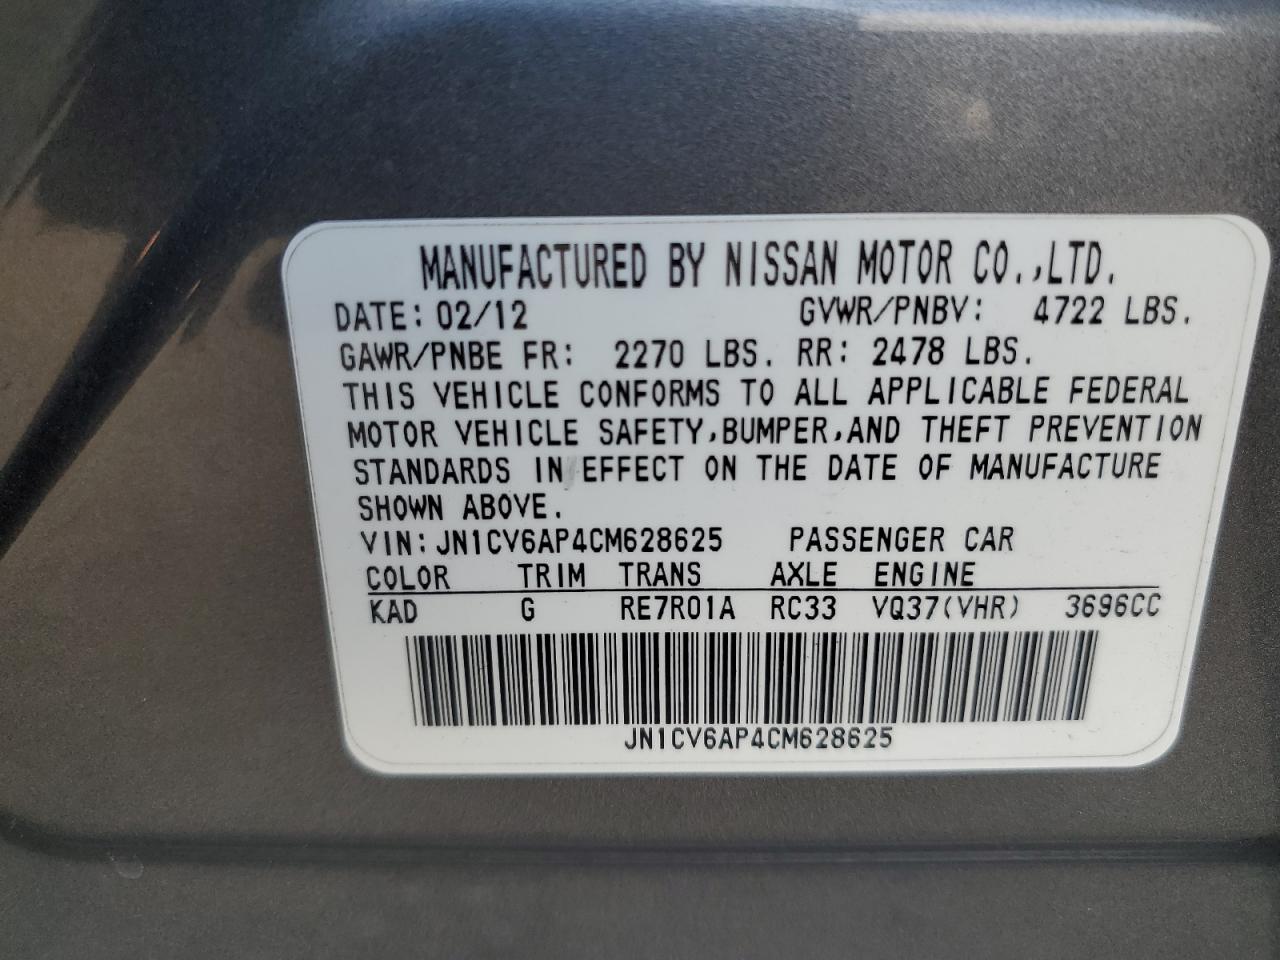 MANUFACTURED BY NISSAN MOTOR CO.,LTD.
DATE: 02/12 GVWR/PNBV: 4722 LBS.
GAWR/PNBE FR: 2270 LBS. RR: 2478 LBS.
THIS VEHICLE CONFORMS TO ALL APPLICABLE FEDERAL
MOTOR VEHICLE SAFETY,BUMPER,AND THEFT PREVENTION
STANDARDS IN EFFECT ON THE DATE OF MANUFACTURE
SHOWN ABOVE.
VIN: JN1CV6AP4CM628625 PASSENGER CAR
COLOR TRIM TRANS AXLE ENGINE
KAD G RE7R01A RC33 VQ37(VHR) 3696CC
JN1CV6AP4CM628625